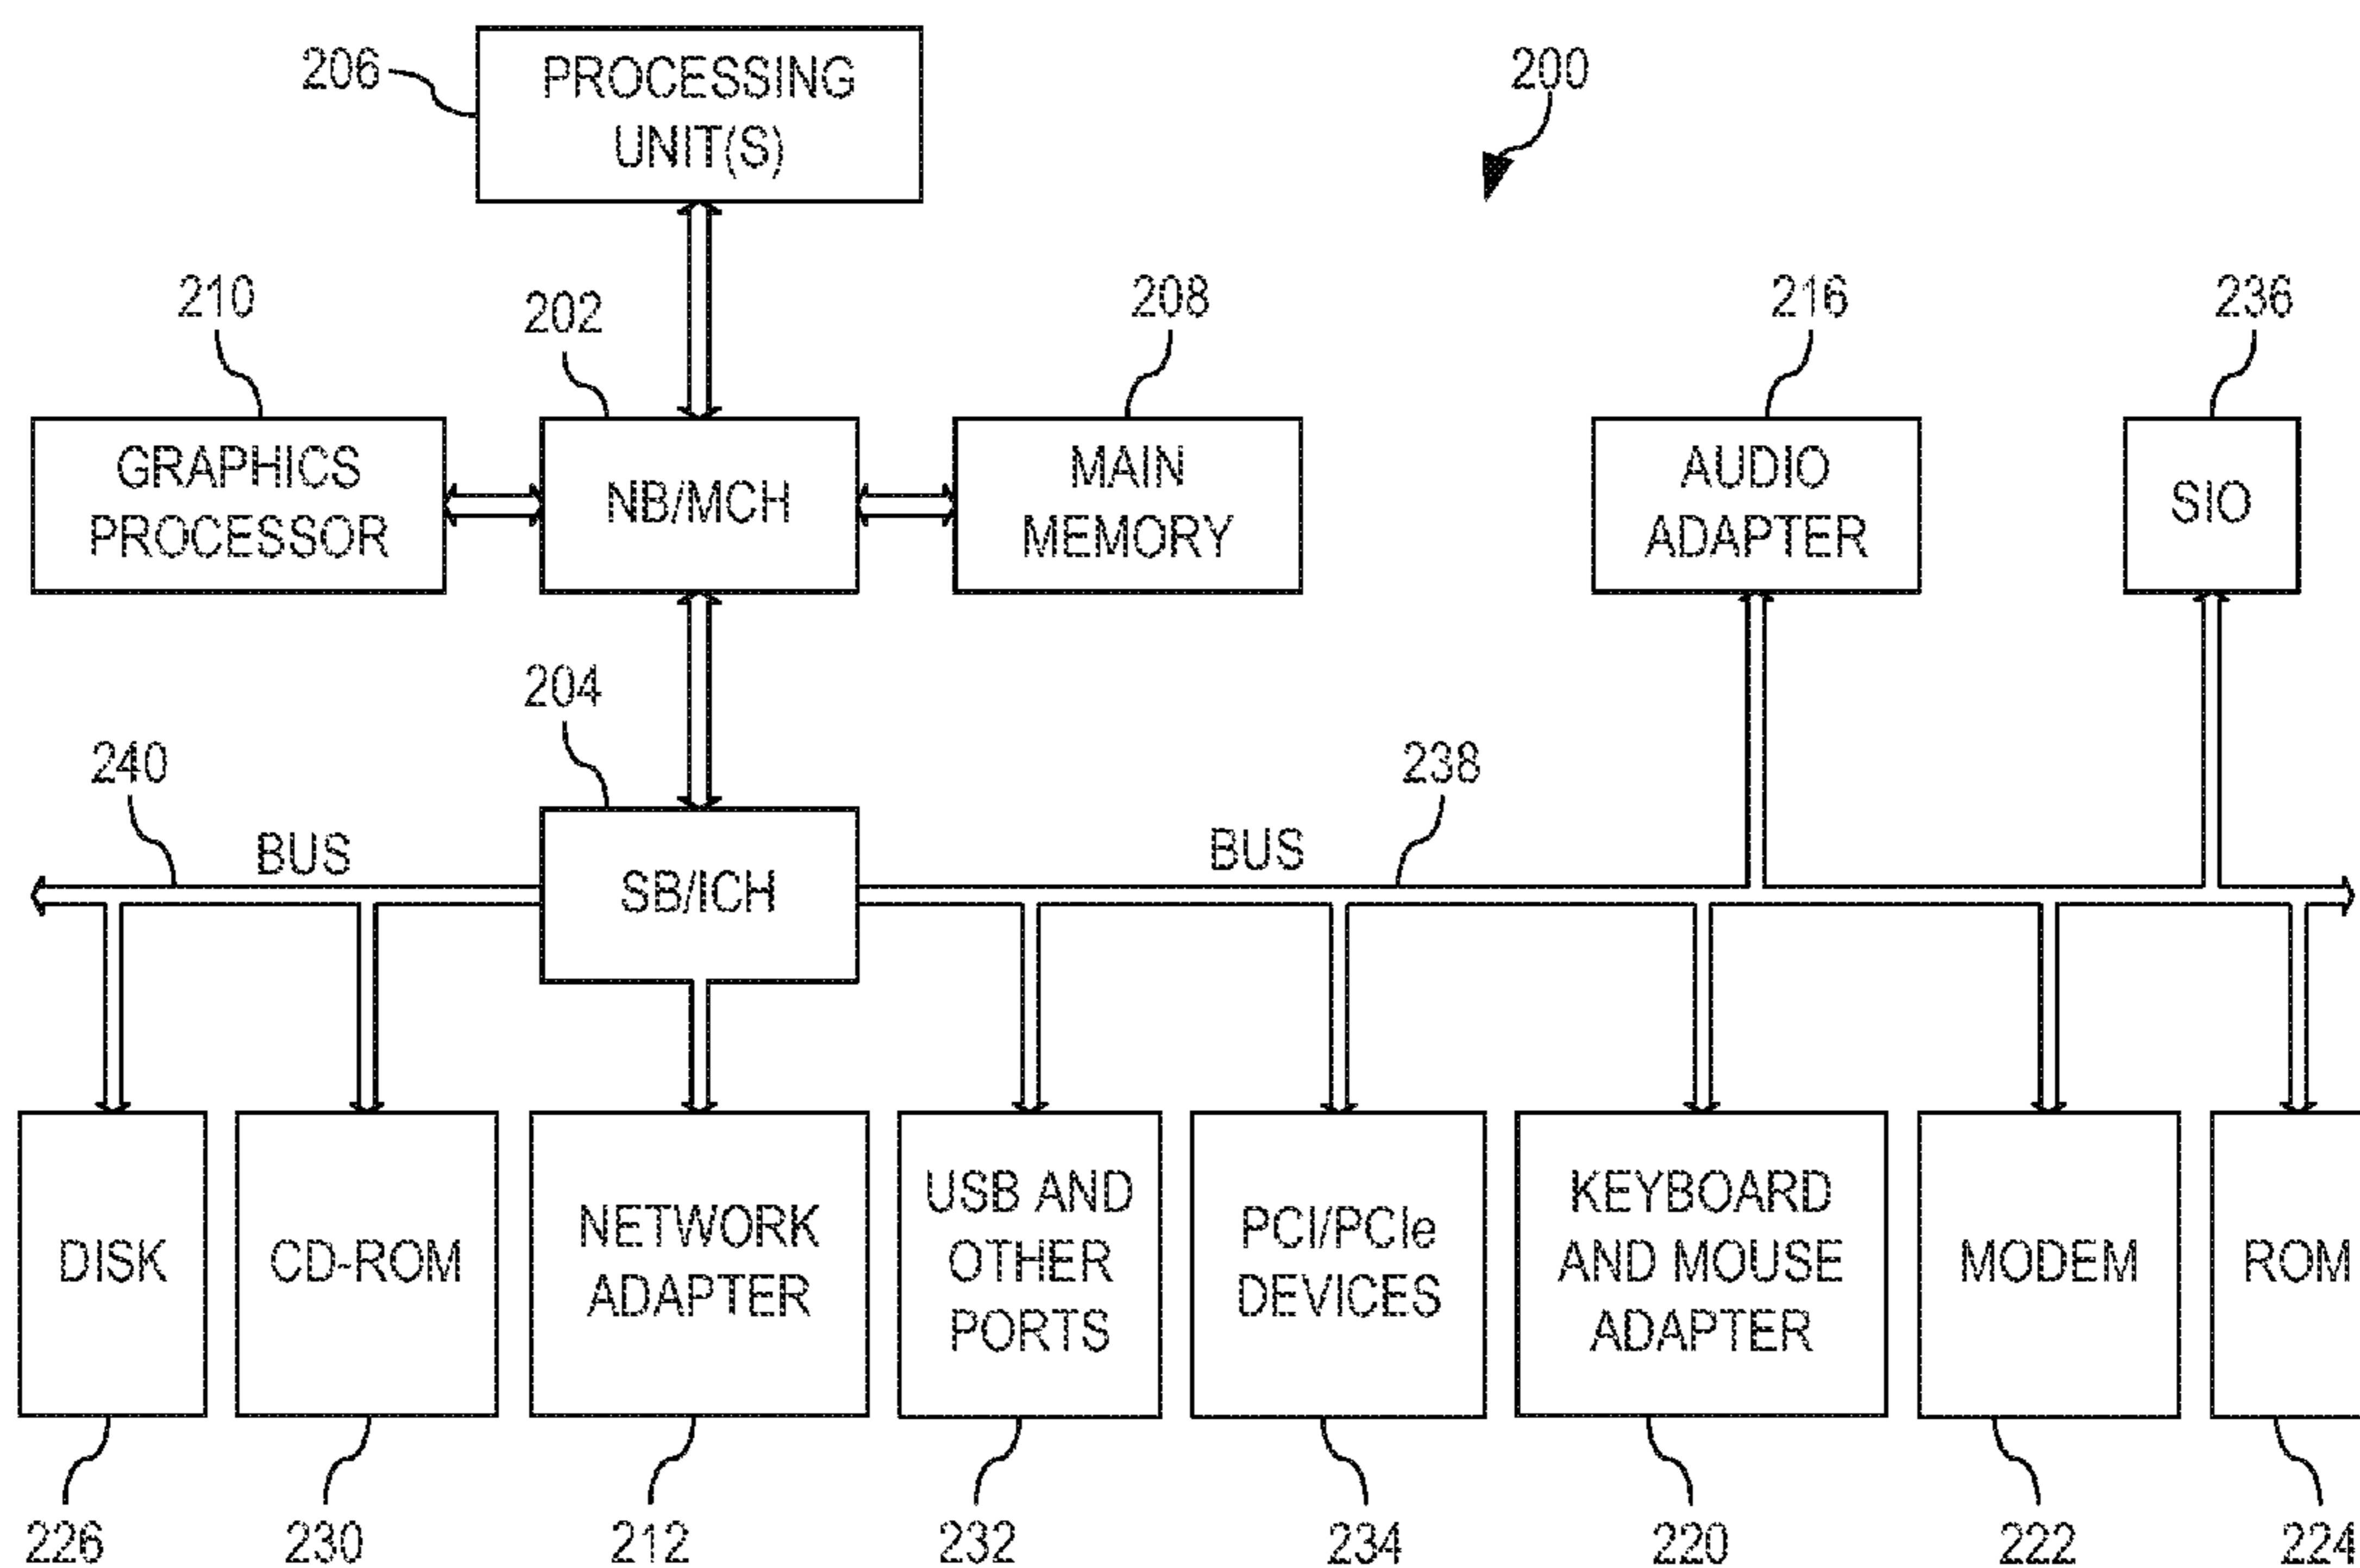 206
PROCESSING
UNIT(S)
200
210
202
208
216
236
GRAPHICS
PROCESSOR
NB/MCH
MAIN
MEMORY
AUDIO
ADAPTER
SIO
204
240
238
BUS
BUS
SB/ICH
DISK
CD-ROM
NETWORK
ADAPTER
USB AND
OTHER
PORTS
PCI/PCIe
DEVICES
KEYBOARD
AND MOUSE
ADAPTER
MODEM
ROM
226
230
212
232
234
220
222
224